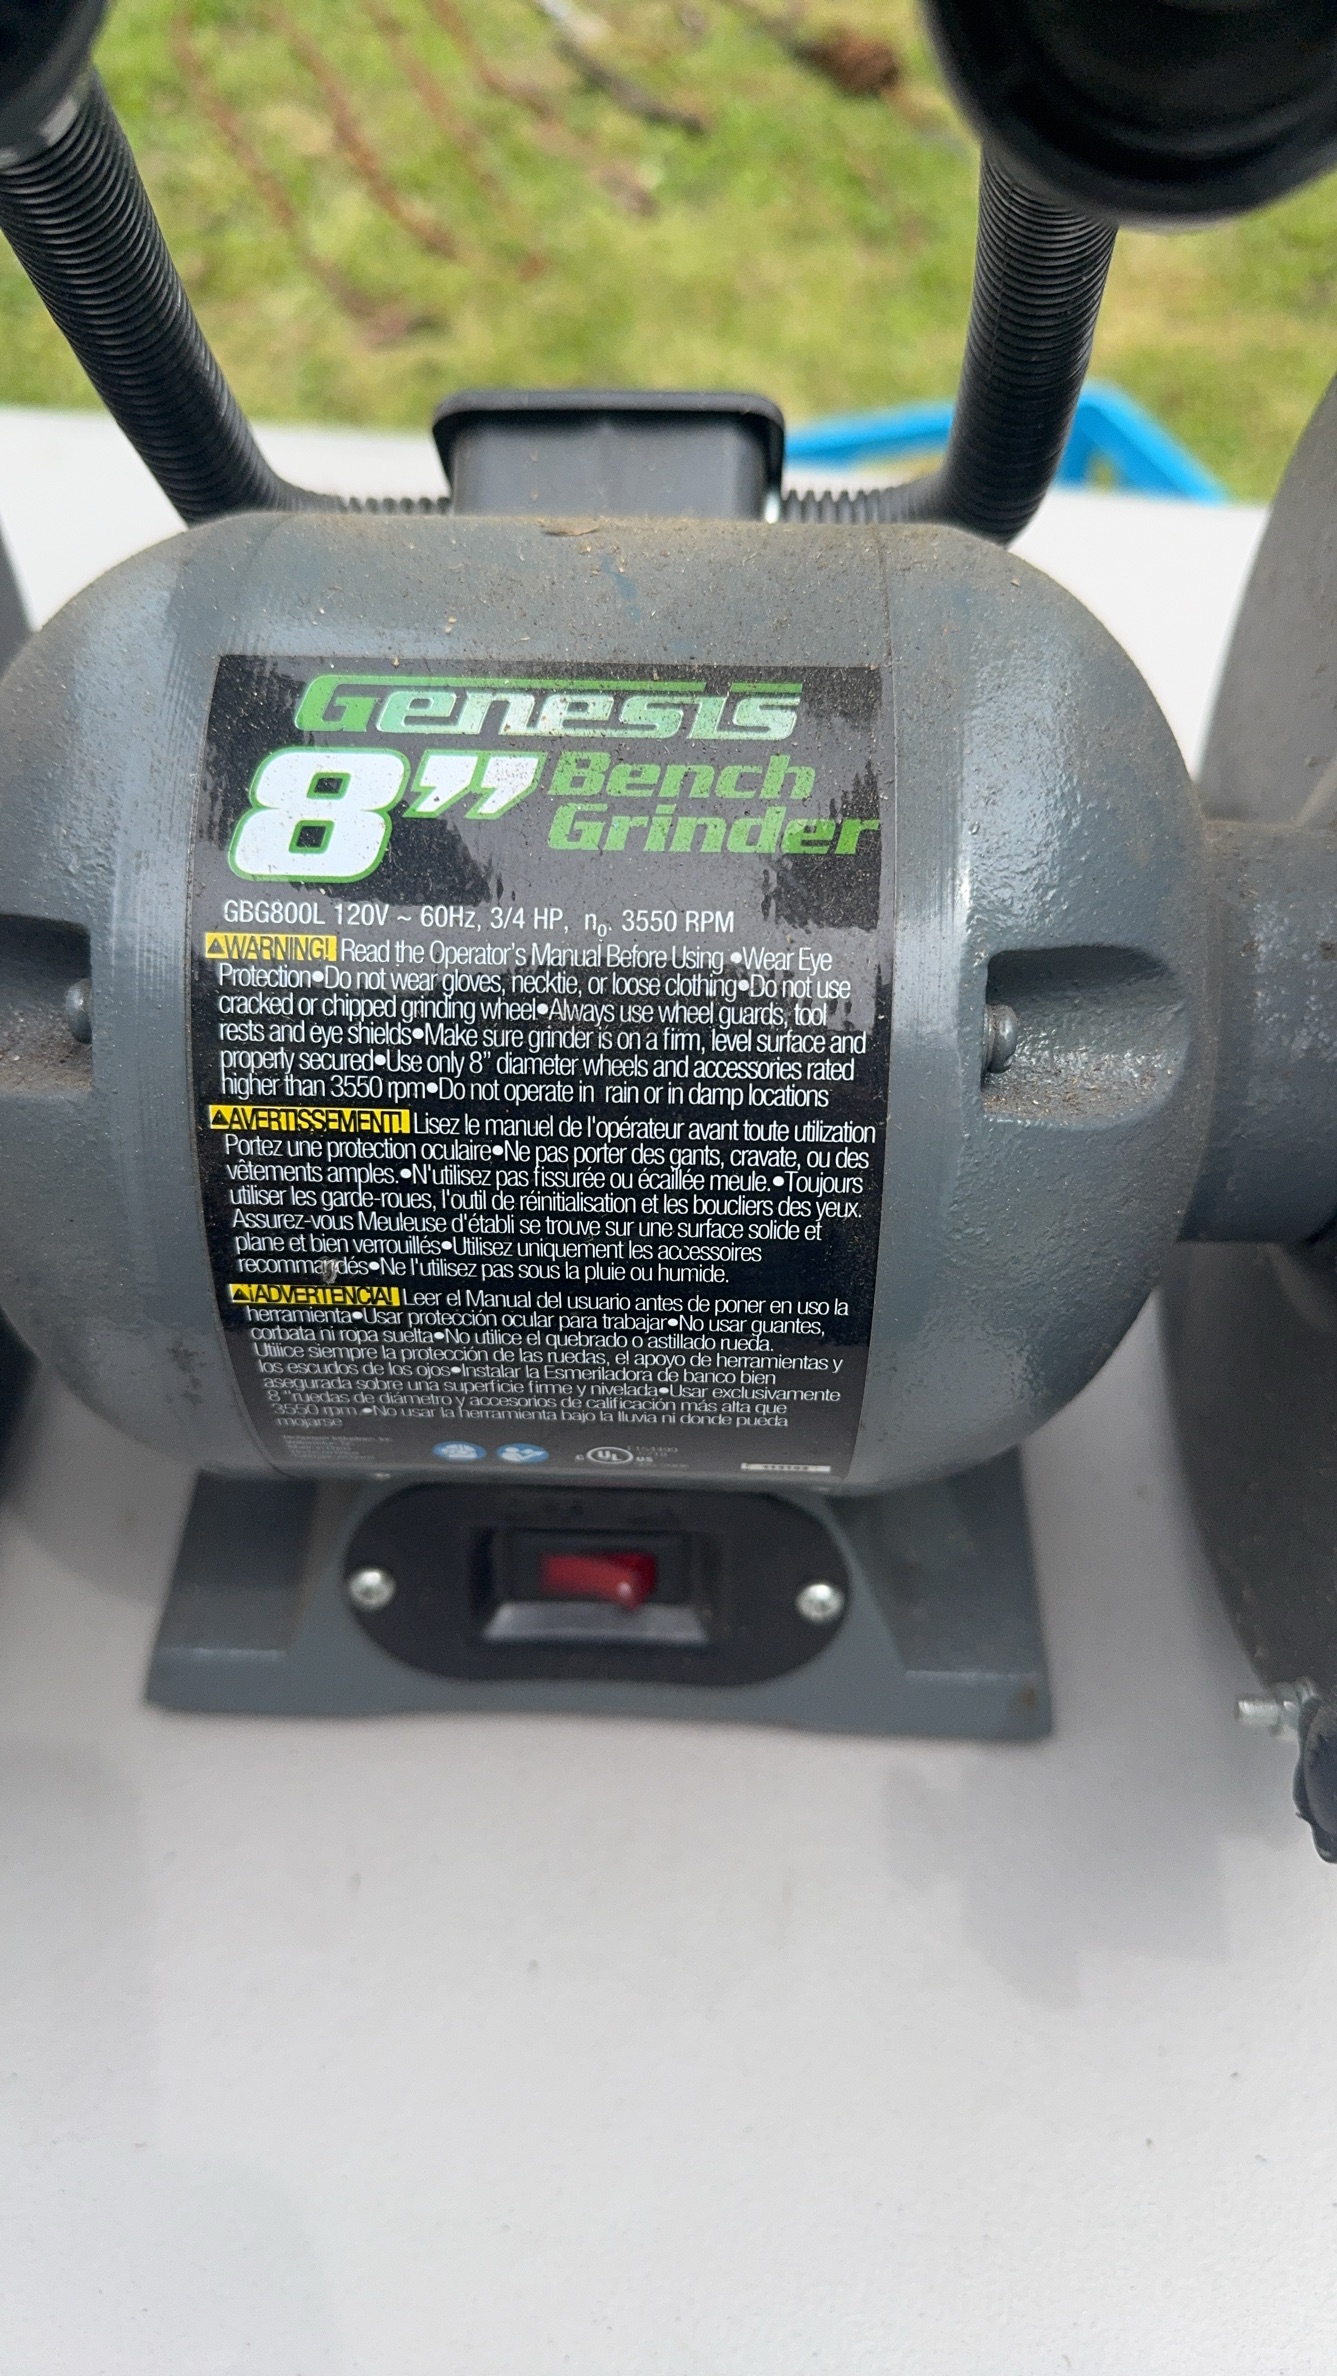 Genesis
8” Bench
Grinder
GBG800L 120V ~ 60Hz, 3/4 HP, n₀. 3550 RPM
WARNING! Read the Operator's Manual Before Using •Wear Eye
Protection•Do not wear gloves, necktie, or loose clothing•Do not use
cracked or chipped grinding wheel•Always use wheel guards, tool
rests and eye shields•Make sure grinder is on a firm, level surface and
properly secured•Use only 8” diameter wheels and accessories rated
higher than 3550 rpm•Do not operate in rain or in damp locations
AVERTISSEMENT! Lisez le manuel de l'opérateur avant toute utilization
Portez une protection oculaire•Ne pas porter des gants, cravate, ou des
vêtements amples.•N'utilisez pas fissurée ou écaillée meule.•Toujours
utiliser les garde-roues, l'outil de réinitialisation et les boucliers des yeux.
Assurez-vous Meuleuse d'établi se trouve sur une surface solide et
plane et bien verrouillés•Utilisez uniquement les accessoires
recommandés•Ne l'utilisez pas sous la pluie ou humide.
¡ADVERTENCIA! Leer el Manual del usuario antes de poner en uso la
herramienta•Usar protección ocular para trabajar•No usar guantes,
corbata ni ropa suelta•No utilice el quebrado o astillado rueda.
Utilice siempre la protección de las ruedas, el apoyo de herramientas y
los escudos de los ojos•Instalar la Esmeriladora de banco bien
asegurada sobre una superficie firme y nivelada•Usar exclusivamente
8 "ruedas de diámetro y accesorios de calificación más alta que
3550 rpm.•No usar la herramienta bajo la lluvia ni donde pueda
mojarse
c UL us